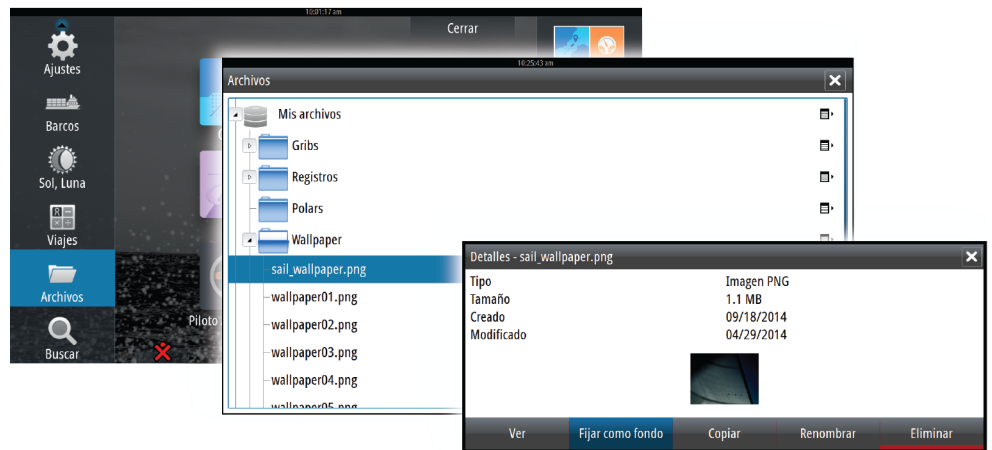 10:01:17 am
Cerrar
Ajustes
Barcos
Sol, Luna
Viajes
Archivos
Buscar
Piloto
10:25:43 am
Archivos
Mis archivos
Gribs
Registros
Polars
Wallpaper
sail_wallpaper.png
wallpaper01.png
wallpaper02.png
wallpaper03.png
wallpaper04.png
wallpaper05.png
Detalles - sail_wallpaper.png
Tipo Imagen PNG
Tamaño 1.1 MB
Creado 09/18/2014
Modificado 04/29/2014
Ver Fijar como fondo Copiar Renombrar Eliminar